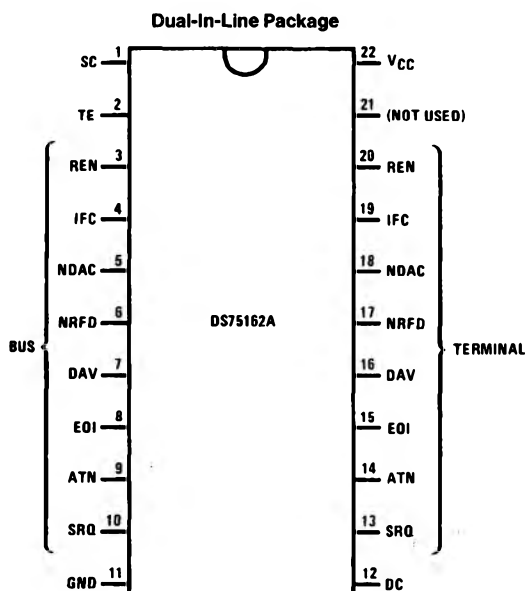 Dual-In-Line Package
SC 1 22 VCC
TE 2 21 (NOT USED)
REN 3 20 REN
IFC 4 19 IFC
NDAC 5 18 NDAC
NRFD 6 17 NRFD
DS75162A
BUS TERMINAL
DAV 7 16 DAV
EOI 8 15 EOI
ATN 9 14 ATN
SRQ 10 13 SRQ
GND 11 12 DC